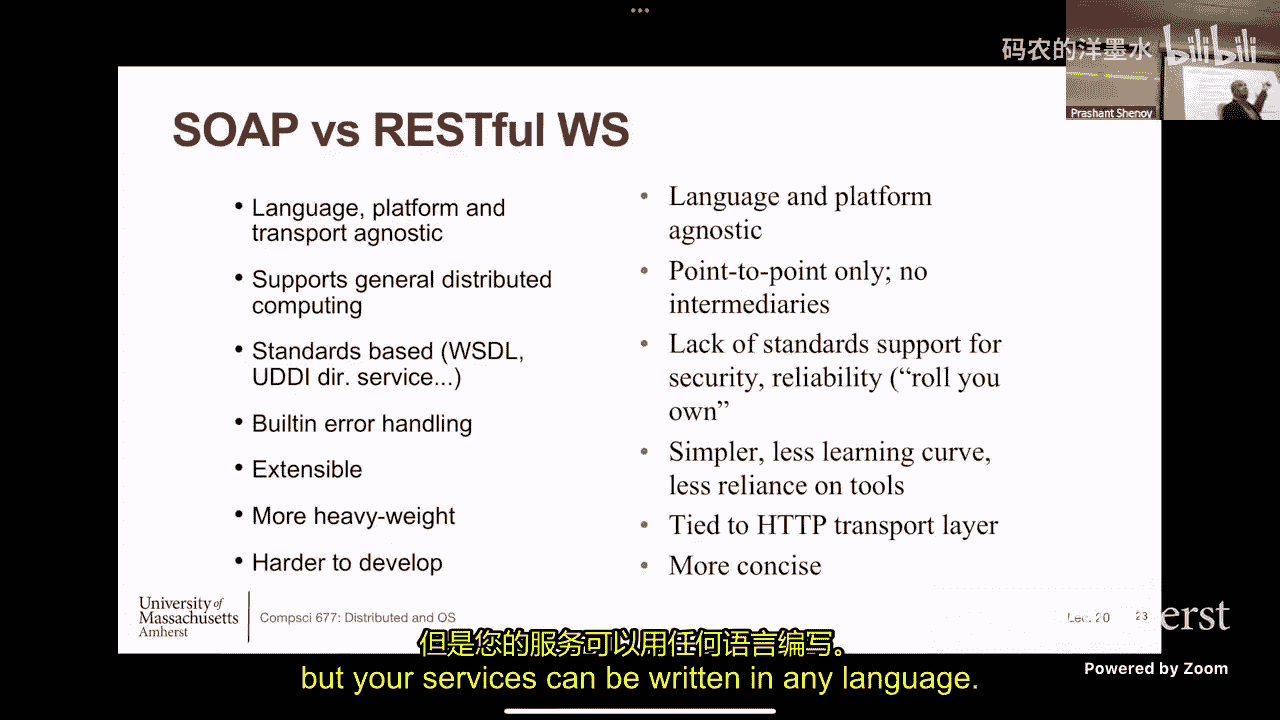 码农的洋墨水 bilibili
Prashant Shenoy
SOAP vs RESTful WS
• Language, platform and
transport agnostic
• Supports general distributed
computing
• Standards based (WSDL,
UDDI dir. service...)
• Builtin error handling
• Extensible
• More heavy-weight
• Harder to develop
• Language and platform
agnostic
• Point-to-point only; no
intermediaries
• Lack of standards support for
security, reliability (“roll you
own”
• Simpler, less learning curve,
less reliance on tools
• Tied to HTTP transport layer
• More concise
University of
Massachusetts
Amherst
Compsci 677: Distributed and OS
Lec. 20
23
erst
但是您的服务可以用任何语言编写。
but your services can be written in any language.
Powered by Zoom